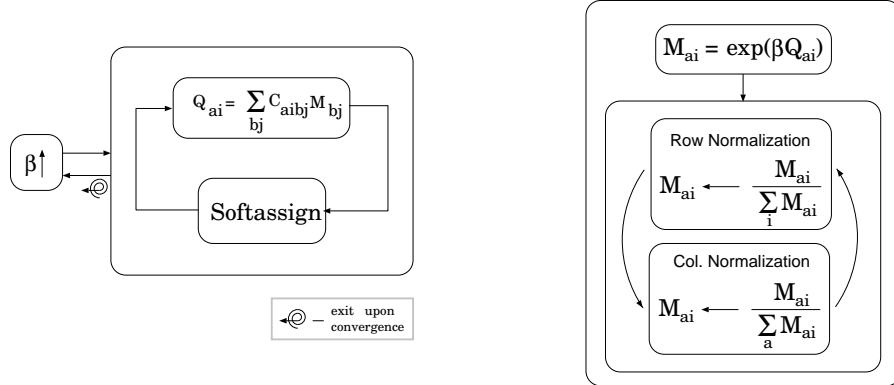 β↑
Q_ai = ∑_bj C_aibj M_bj
Softassign
exit upon
convergence
M_ai = exp(βQ_ai)
Row Normalization
M_ai ← M_ai / ∑_i M_ai
Col. Normalization
M_ai ← M_ai / ∑_a M_ai